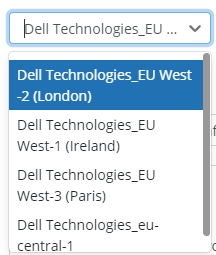 Dell Technologies_EU ...
Dell Technologies_EU West
-2 (London)
Dell Technologies_EU
West-1 (Ireland)
Dell Technologies_EU
West-3 (Paris)
Dell Technologies_eu-
central-1